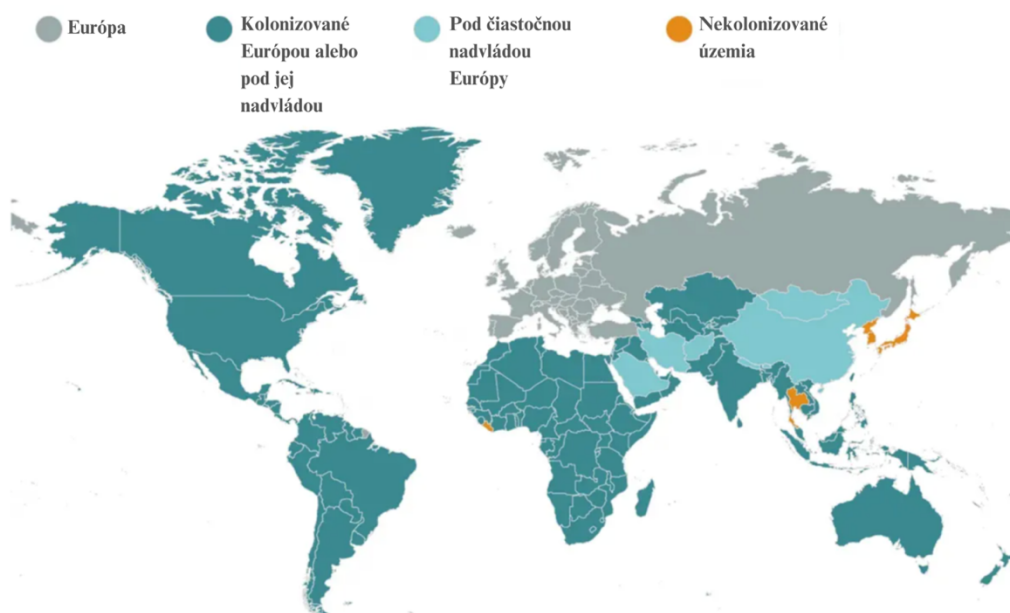 Európa
Kolonizované
Európou alebo
pod jej
nadvládou
Pod čiastočnou
nadvládou
Európy
Nekolonizované
územia